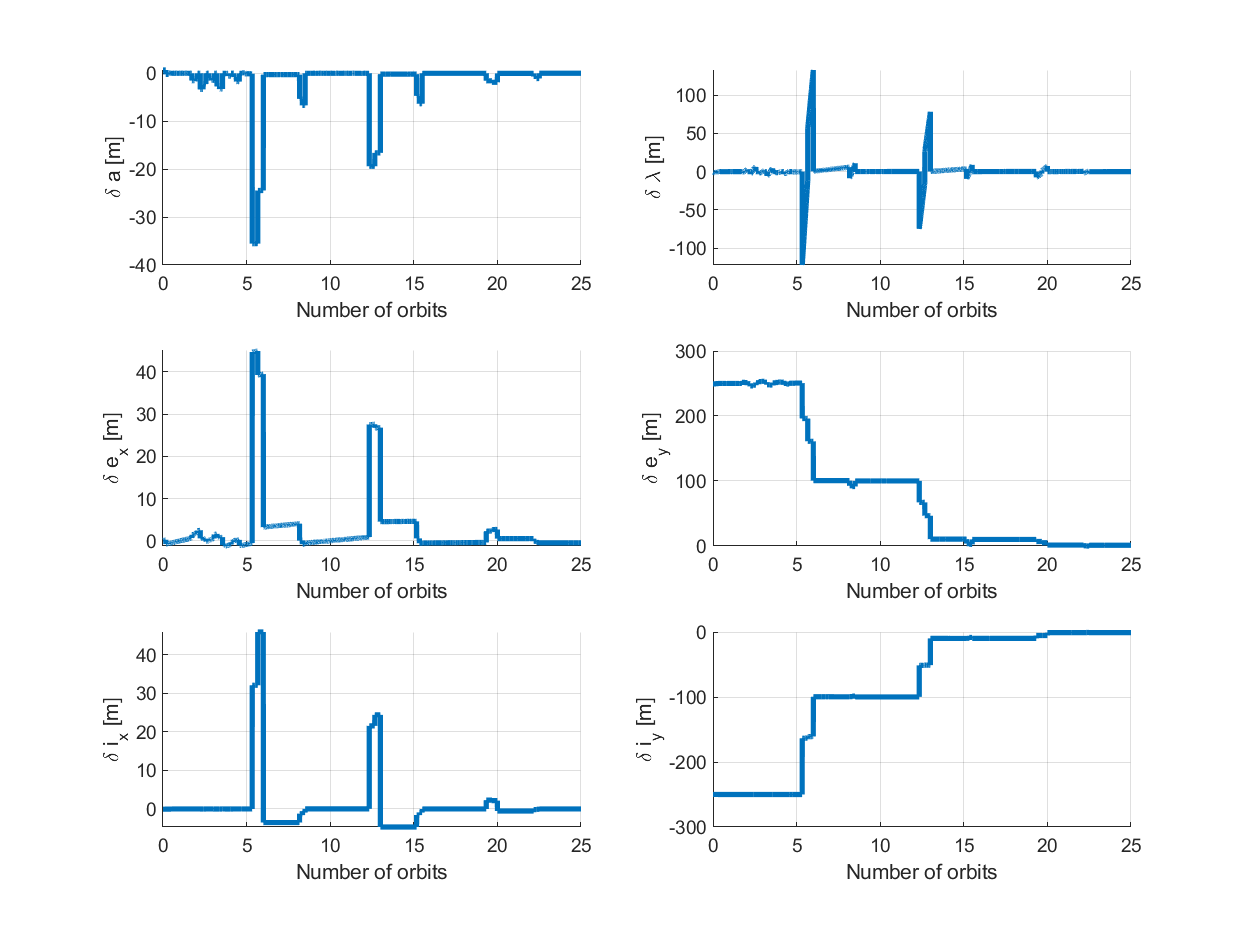 δ a [m]
0
-10
-20
-30
-40
0 5 10 15 20 25
Number of orbits
δ λ [m]
100
50
0
-50
-100
0 5 10 15 20 25
Number of orbits
δ e_x [m]
40
30
20
10
0
0 5 10 15 20 25
Number of orbits
δ e_y [m]
300
200
100
0
0 5 10 15 20 25
Number of orbits
δ i_x [m]
40
30
20
10
0
0 5 10 15 20 25
Number of orbits
δ i_y [m]
0
-100
-200
-300
0 5 10 15 20 25
Number of orbits